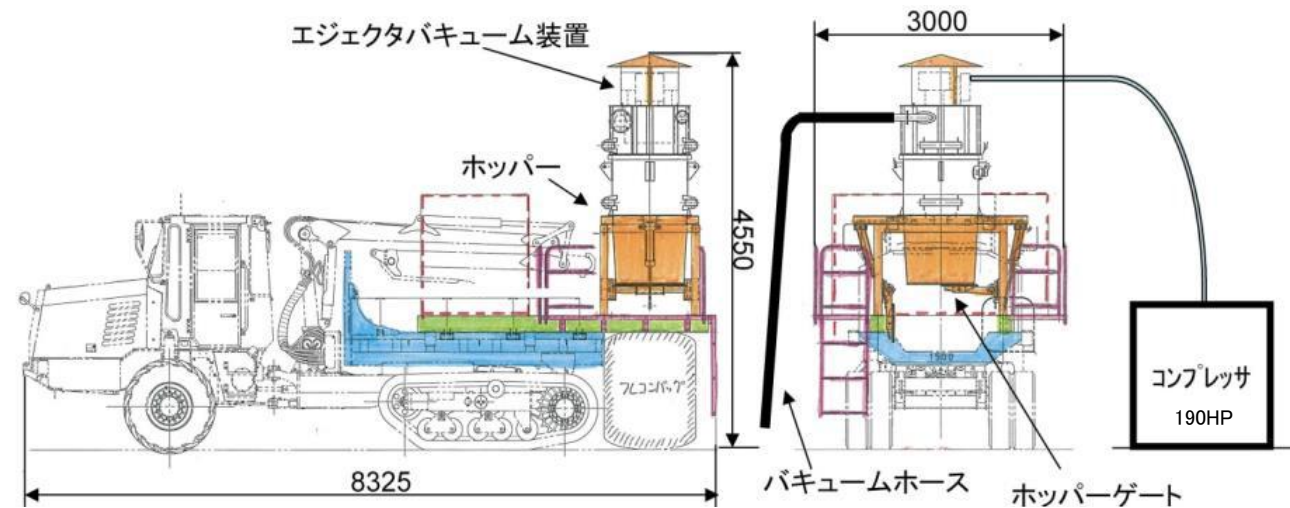 エジェクタバキューム装置
3000
ホッパー
4550
フレコンバッグ
1500
コンプレッサ
190HP
8325
バキュームホース
ホッパーゲート